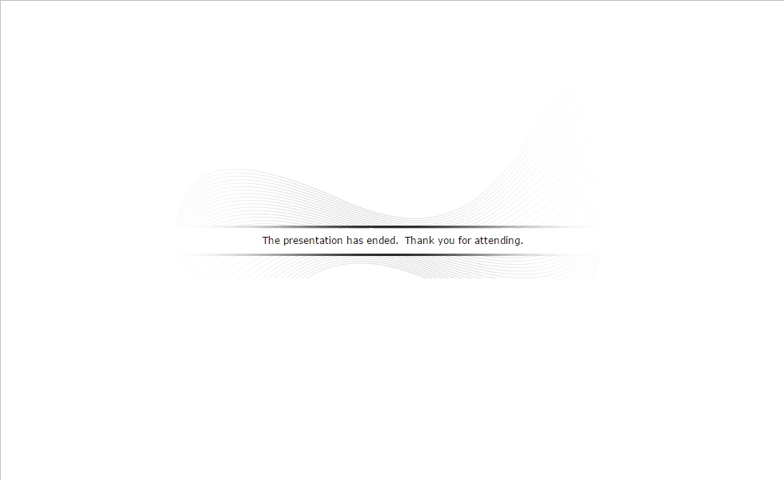 The presentation has ended.  Thank you for attending.